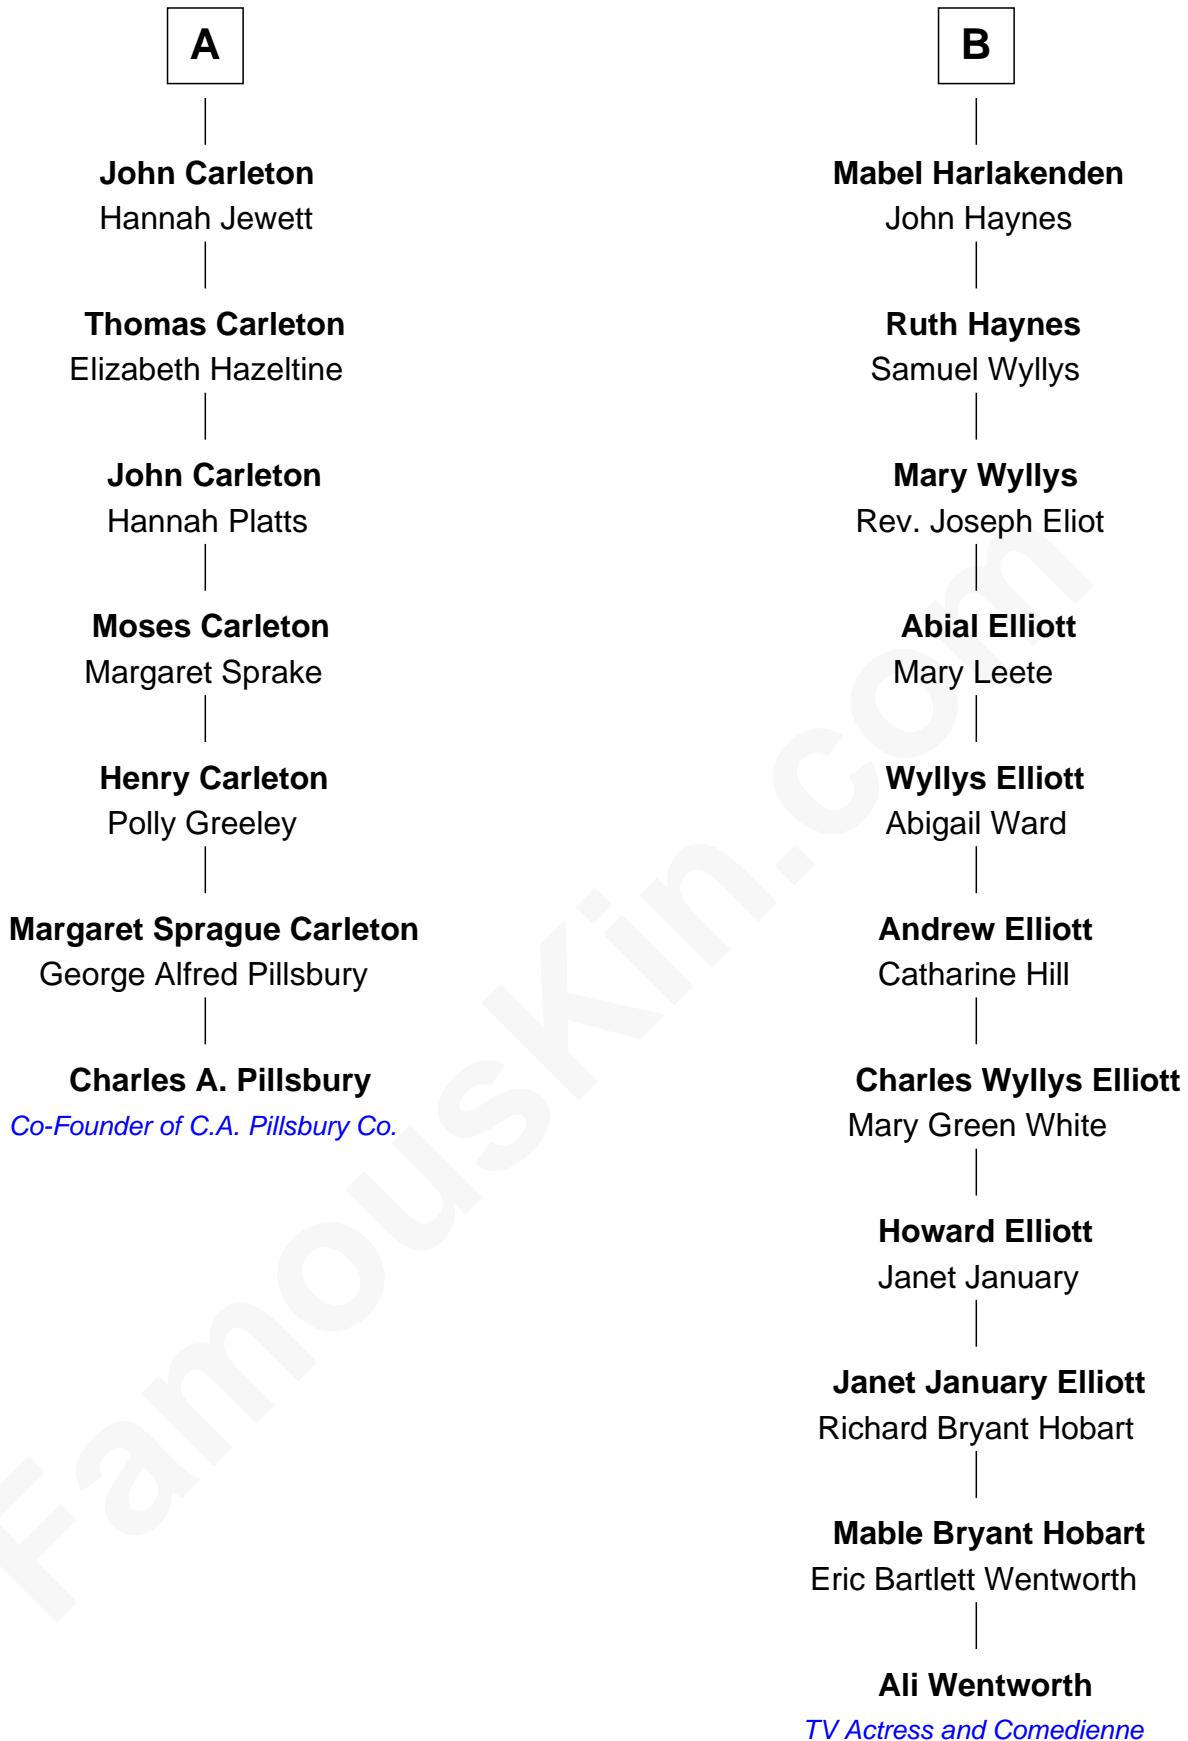 A
John Carleton
Hannah Jewett
Thomas Carleton
Elizabeth Hazeltine
John Carleton
Hannah Platts
Moses Carleton
Margaret Sprake
Henry Carleton
Polly Greeley
Margaret Sprague Carleton
George Alfred Pillsbury
Charles A. Pillsbury
Co-Founder of C.A. Pillsbury Co.
B
Mabel Harlakenden
John Haynes
Ruth Haynes
Samuel Wyllys
Mary Wyllys
Rev. Joseph Eliot
Abial Elliott
Mary Leete
Wyllys Elliott
Abigail Ward
Andrew Elliott
Catharine Hill
Charles Wyllys Elliott
Mary Green White
Howard Elliott
Janet January
Janet January Elliott
Richard Bryant Hobart
Mable Bryant Hobart
Eric Bartlett Wentworth
Ali Wentworth
TV Actress and Comedienne
FamousKin.com